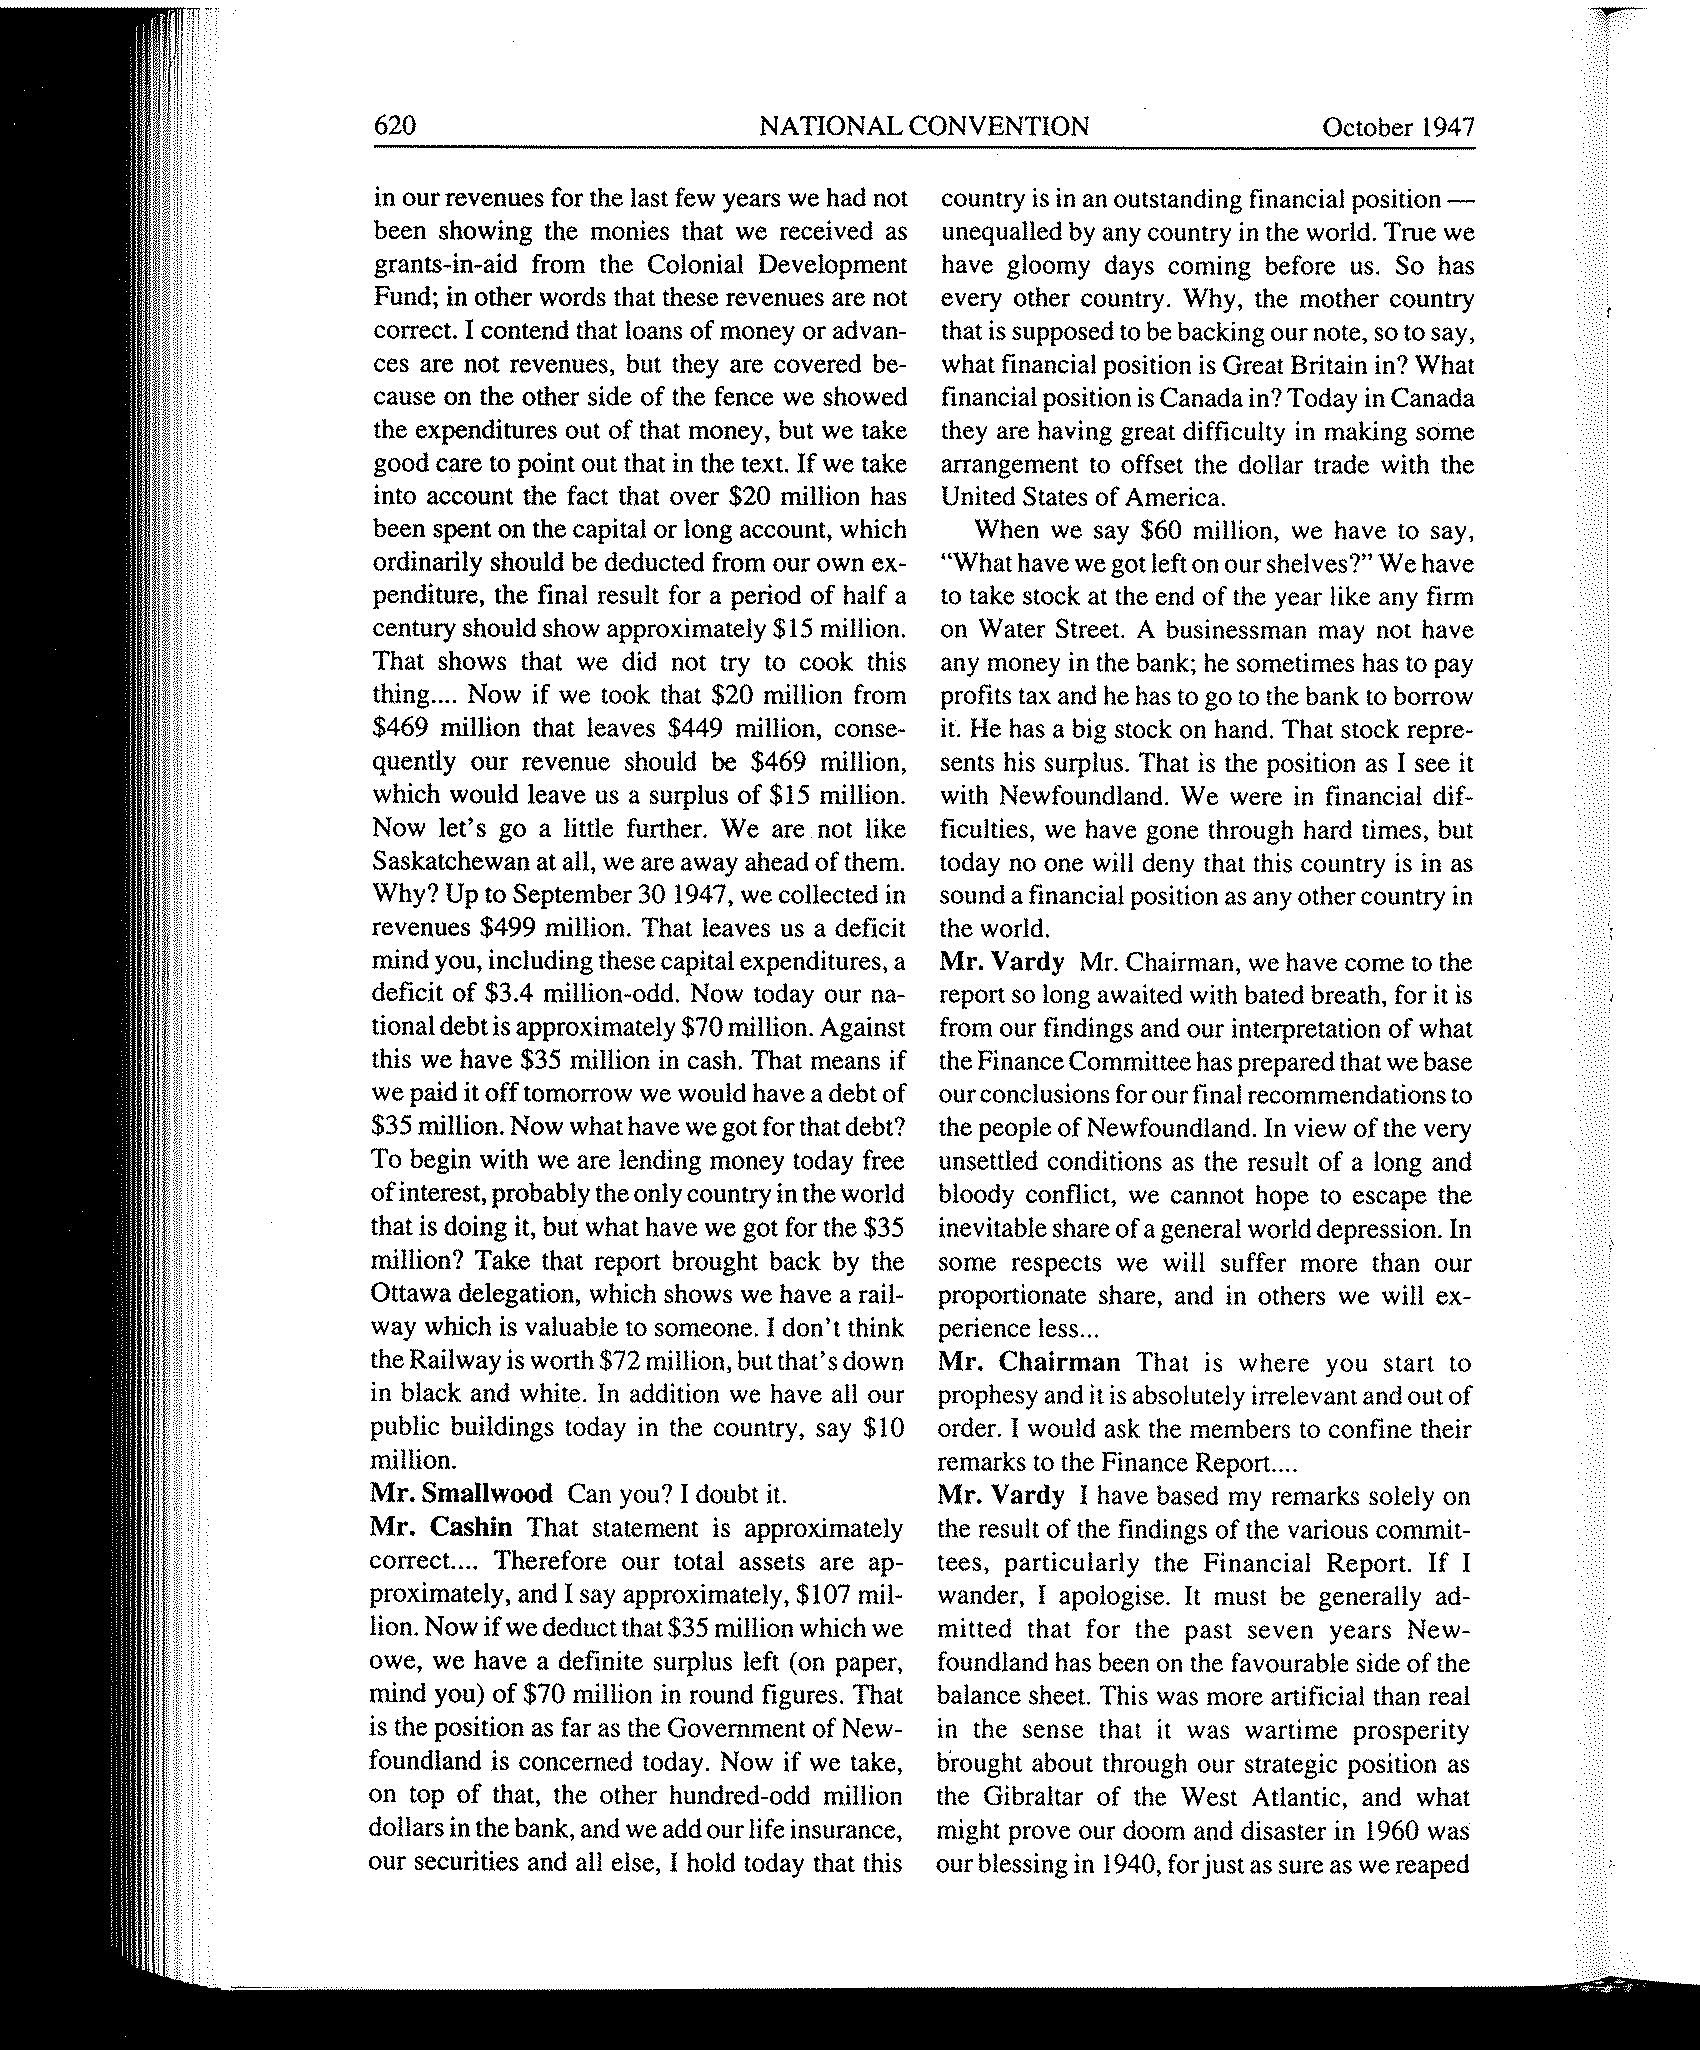 620 NATIONAL CONVENTION October 1947
in our revenues for the last few years we had not
been showing the monies that we received as
grants-in-aid from the Colonial Development
Fund; in other words that these revenues are not
correct. I contend that loans of money or advan-
ces are not revenues, but they are covered be-
cause on the other side of the fence we showed
the expenditures out of that money, but we take
good care to point out that in the text. If we take
into account the fact that over $20 million has
been spent on the capital or long account, which
ordinarily should be deducted from our own ex-
penditure, the final result for a period of half a
century should show approximately $15 million.
That shows that we did not try to cook this
thing.... Now if we took that $20 million from
$469 million that leaves $449 million, conse-
quently our revenue should be $469 million,
which would leave us a surplus of $15 million.
Now let's go a little further. We are not like
Saskatchewan at all, we are away ahead of them.
Why? Up to September 30 1947, we collected in
revenues $499 million. That leaves us a deficit
mind you, including these capital expenditures, a
deficit of $3.4 million-odd. Now today our na-
tional debt is approximately $70 million. Against
this we have $35 million in cash. That means if
we paid it off tomorrow we would have a debt of
$35 million. Now what have we got for that debt?
To begin with we are lending money today free
of interest, probably the only country in the world
that is doing it, but what have we got for the $35
million? Take that report brought back by the
Ottawa delegation, which shows we have a rail-
way which is valuable to someone. I don't think
the Railway is worth $72 million, but that's down
in black and white. In addition we have all our
public buildings today in the country, say $10
million.
Mr. Smallwood Can you? I doubt it.
Mr. Cashin That statement is approximately
correct.... Therefore our total assets are ap-
proximately, and I say approximately, $107 mil-
lion. Now if we deduct that $35 million which we
owe, we have a definite surplus left (on paper,
mind you) of $70 million in round figures. That
is the position as far as the Government of New-
foundland is concerned today. Now if we take,
on top of that, the other hundred-odd million
dollars in the bank, and we add our life insurance,
our securities and all else, I hold today that this
country is in an outstanding financial position —
unequalled by any country in the world. True we
have gloomy days coming before us. So has
every other country. Why, the mother country
that is supposed to be backing our note, so to say,
what financial position is Great Britain in? What
financial position is Canada in? Today in Canada
they are having great difficulty in making some
arrangement to offset the dollar trade with the
United States of America.
When we say $60 million, we have to say,
"What have we got left on our shelves?" We have
to take stock at the end of the year like any firm
on Water Street. A businessman may not have
any money in the bank; he sometimes has to pay
profits tax and he has to go to the bank to borrow
it. He has a big stock on hand. That stock repre-
sents his surplus. That is the position as I see it
with Newfoundland. We were in financial dif-
ficulties, we have gone through hard times, but
today no one will deny that this country is in as
sound a financial position as any other country in
the world.
Mr. Vardy Mr. Chairman, we have come to the
report so long awaited with bated breath, for it is
from our findings and our interpretation of what
the Finance Committee has prepared that we base
our conclusions for our final recommendations to
the people of Newfoundland. In view of the very
unsettled conditions as the result of a long and
bloody conflict, we cannot hope to escape the
inevitable share of a general world depression. In
some respects we will suffer more than our
proportionate share, and in others we will ex-
perience less...
Mr. Chairman That is where you start to
prophesy and it is absolutely irrelevant and out of
order. I would ask the members to confine their
remarks to the Finance Report....
Mr. Vardy I have based my remarks solely on
the result of the findings of the various commit-
tees, particularly the Financial Report. If I
wander, I apologise. It must be generally ad-
mitted that for the past seven years New-
foundland has been on the favourable side of the
balance sheet. This was more artificial than real
in the sense that it was wartime prosperity
brought about through our strategic position as
the Gibraltar of the West Atlantic, and what
might prove our doom and disaster in 1960 was
our blessing in 1940, for just as sure as we reaped